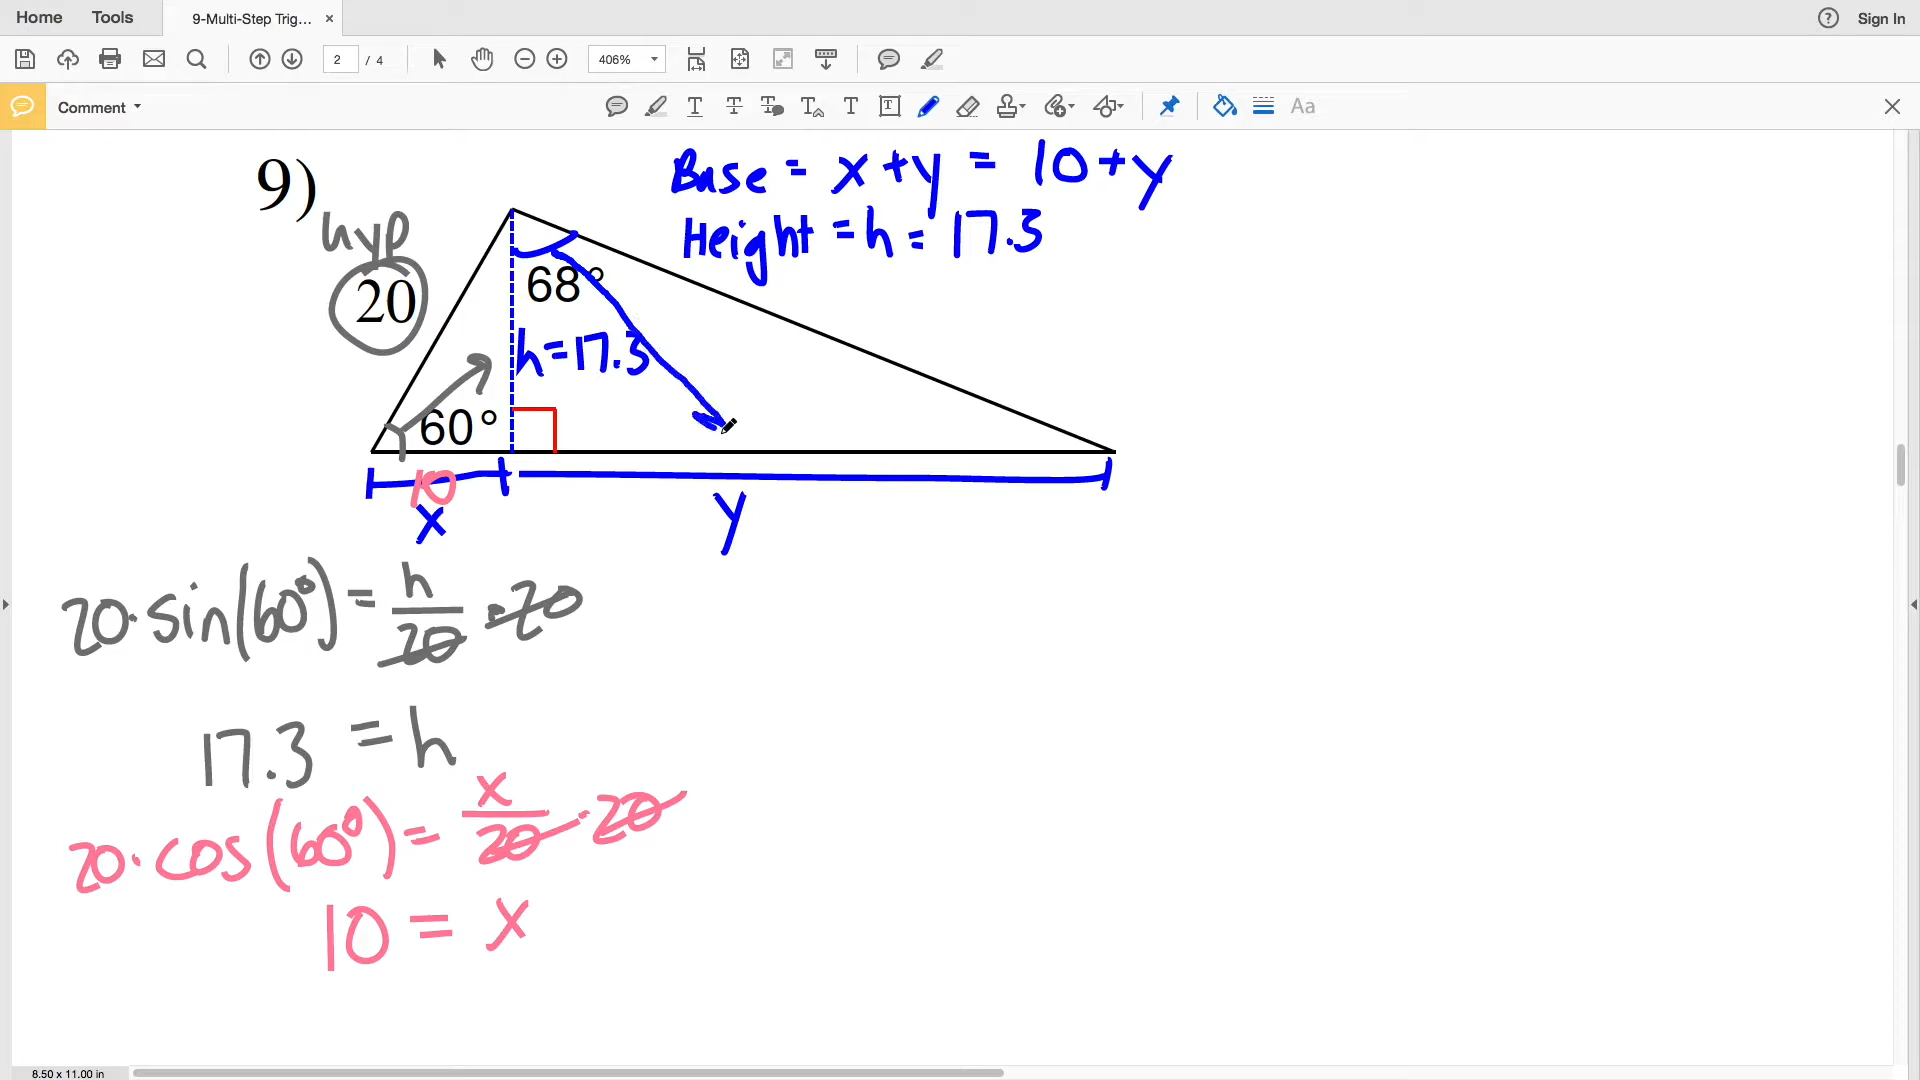 Home Tools 9-Multi-Step Trig... × ? Sign In
2 / 4 406%
Comment Aa
9)
Base = x + y = 10 + y
Height = h = 17.3
hyp
20
68°
h = 17.3
60°
10
x
y
20 · sin(60°) = h/20 · 20
17.3 = h
20 · cos(60°) = x/20 · 20
10 = x
8.50 x 11.00 in